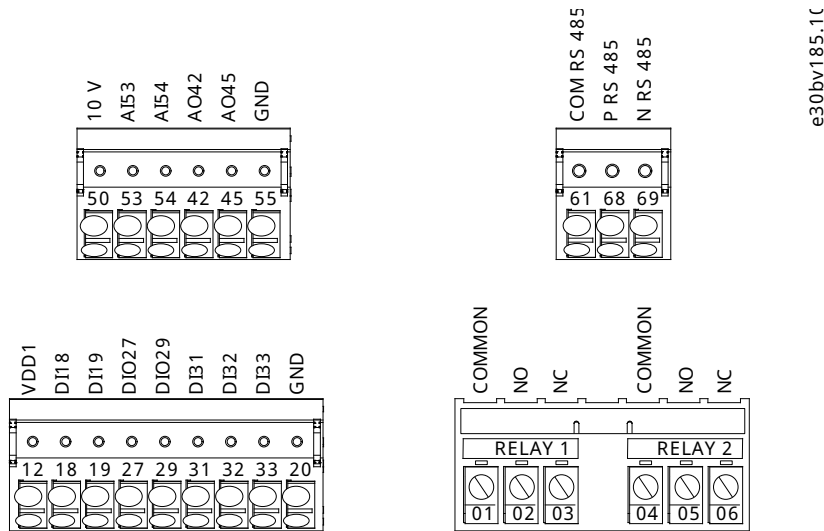 10 V AI53 AI54 AO42 AO45 GND
50 53 54 42 45 55
COM RS 485 P RS 485 N RS 485
61 68 69
VDD1 DI18 DI19 DIO27 DIO29 DI31 DI32 DI33 GND
12 18 19 27 29 31 32 33 20
COMMON NO NC COMMON NO NC
RELAY 1 RELAY 2
01 02 03 04 05 06